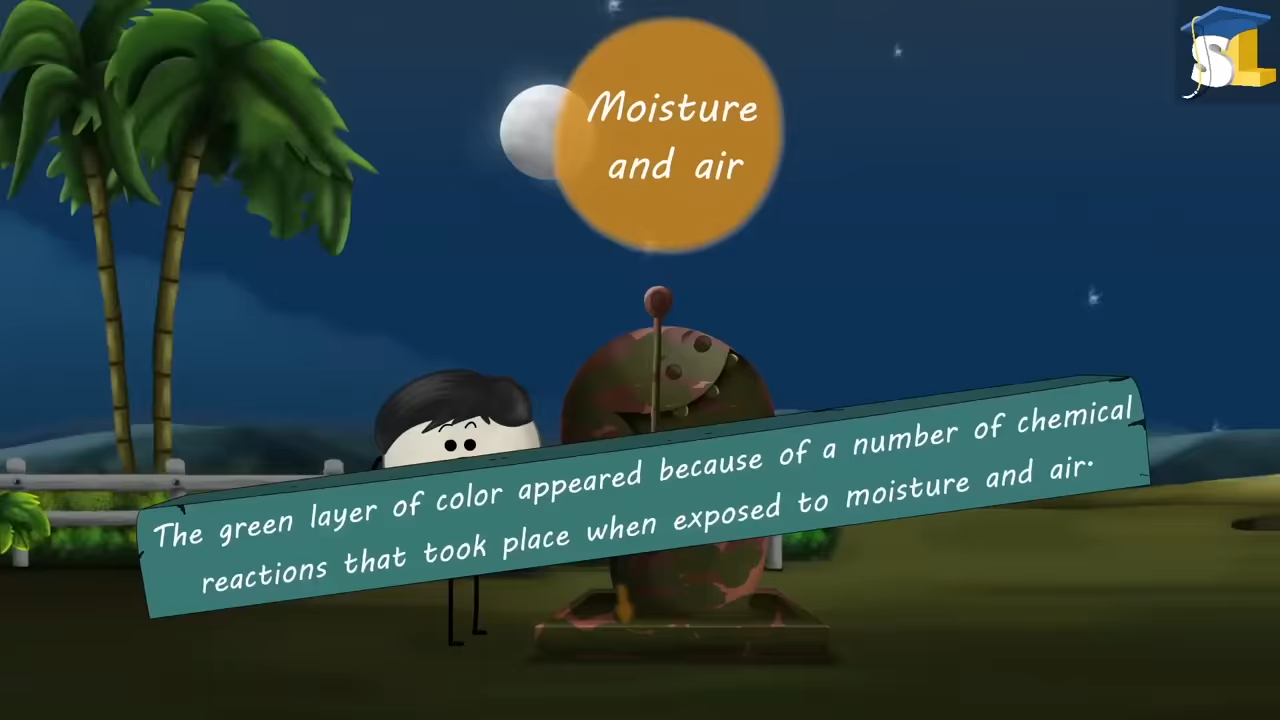 SL
Moisture
and air
The green layer of color appeared because of a number of chemical
reactions that took place when exposed to moisture and air.